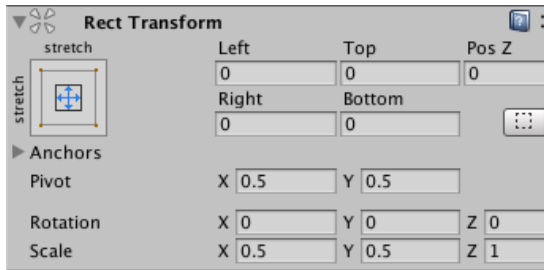 Rect Transform
stretch
Left Top Pos Z
stretch
0 0 0
Right Bottom
0 0
Anchors
Pivot X 0.5 Y 0.5
Rotation X 0 Y 0 Z 0
Scale X 0.5 Y 0.5 Z 1